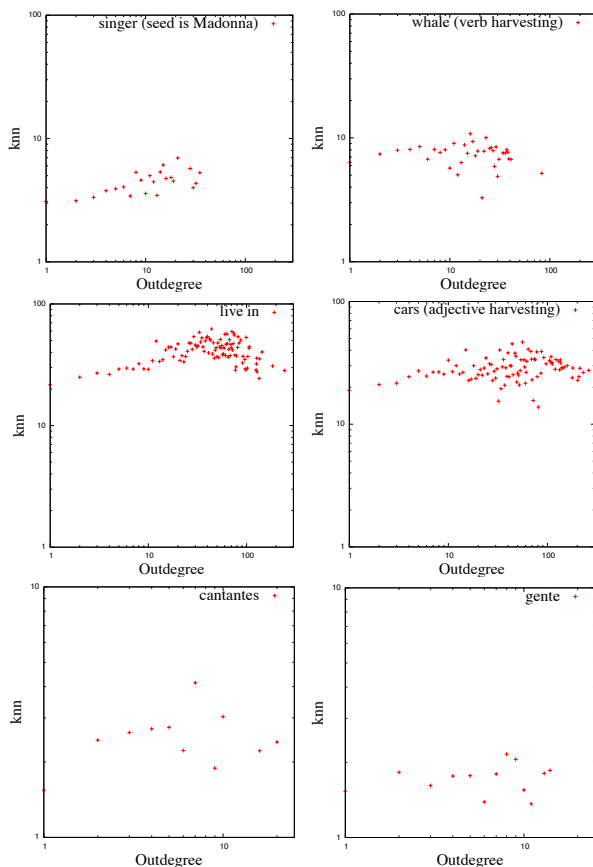 singer (seed is Madonna)
100
10
1
knn
1 10 100
Outdegree
whale (verb harvesting)
100
10
1
knn
1 10 100
Outdegree
live in
100
10
1
knn
1 10 100
Outdegree
cars (adjective harvesting)
100
10
1
knn
1 10 100
Outdegree
cantantes
10
1
knn
1 10
Outdegree
gente
10
1
knn
1 10
Outdegree